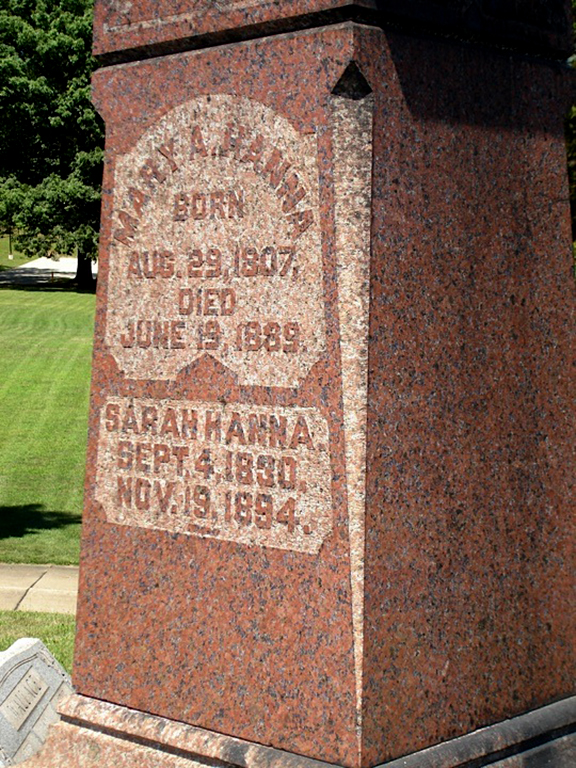 MARY A. HANNA
BORN
AUG. 29, 1807.
DIED
JUNE 19, 1889.
SARAH HANNA.
SEPT. 4, 1830.
NOV. 19, 1894.